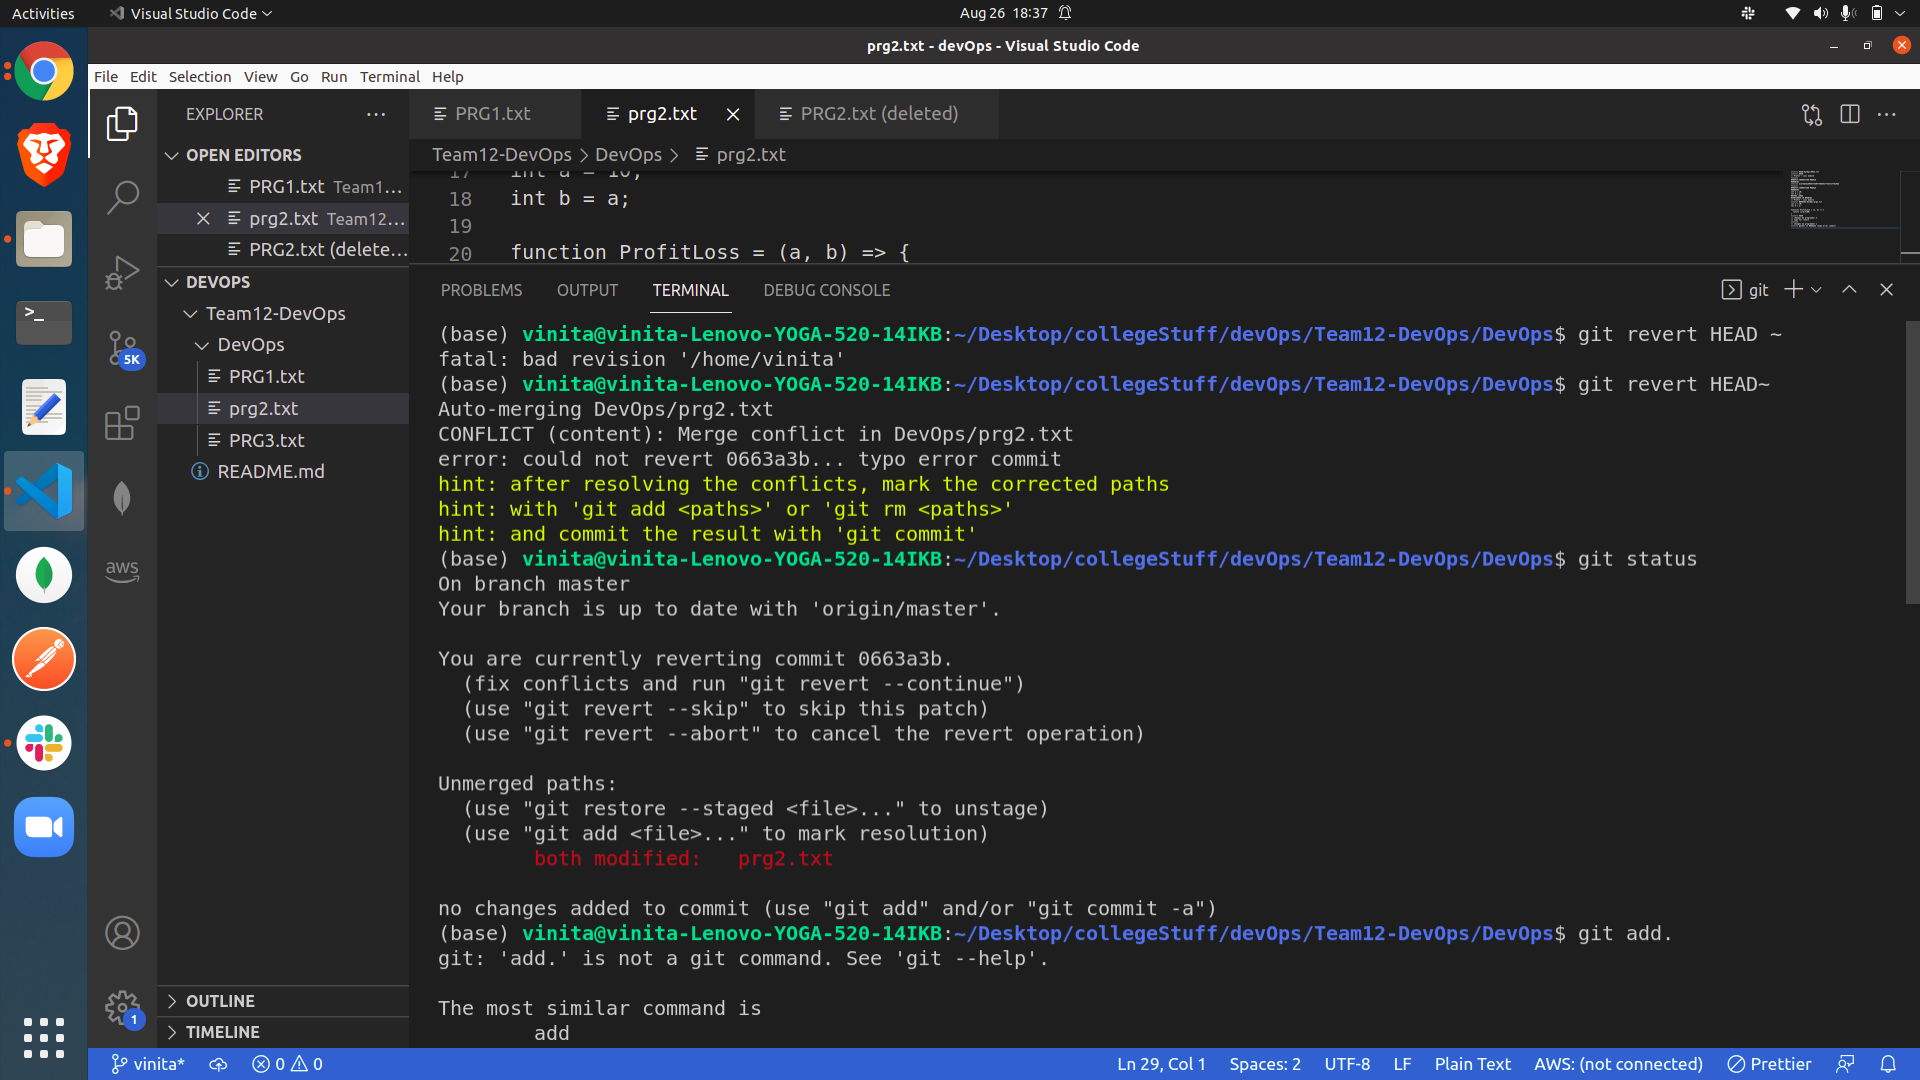 Activities
Visual Studio Code
Aug 26 18:37
prg2.txt - devOps - Visual Studio Code
File Edit Selection View Go Run Terminal Help
EXPLORER
OPEN EDITORS
PRG1.txt Team1...
prg2.txt Team12...
PRG2.txt (delete...
DEVOPS
Team12-DevOps
DevOps
PRG1.txt
prg2.txt
PRG3.txt
README.md
OUTLINE
TIMELINE
5K
aws
1
PRG1.txt
prg2.txt
PRG2.txt (deleted)
Team12-DevOps > DevOps > prg2.txt
17 int a = 10;
18 int b = a;
19
20 function ProfitLoss = (a, b) => {
PROBLEMS OUTPUT TERMINAL DEBUG CONSOLE
git
(base) vinita@vinita-Lenovo-YOGA-520-14IKB:~/Desktop/collegeStuff/devOps/Team12-DevOps/DevOps$ git revert HEAD ~
fatal: bad revision '/home/vinita'
(base) vinita@vinita-Lenovo-YOGA-520-14IKB:~/Desktop/collegeStuff/devOps/Team12-DevOps/DevOps$ git revert HEAD~
Auto-merging DevOps/prg2.txt
CONFLICT (content): Merge conflict in DevOps/prg2.txt
error: could not revert 0663a3b... typo error commit
hint: after resolving the conflicts, mark the corrected paths
hint: with 'git add <paths>' or 'git rm <paths>'
hint: and commit the result with 'git commit'
(base) vinita@vinita-Lenovo-YOGA-520-14IKB:~/Desktop/collegeStuff/devOps/Team12-DevOps/DevOps$ git status
On branch master
Your branch is up to date with 'origin/master'.
You are currently reverting commit 0663a3b.
(fix conflicts and run "git revert --continue")
(use "git revert --skip" to skip this patch)
(use "git revert --abort" to cancel the revert operation)
Unmerged paths:
(use "git restore --staged <file>..." to unstage)
(use "git add <file>..." to mark resolution)
both modified: prg2.txt
no changes added to commit (use "git add" and/or "git commit -a")
(base) vinita@vinita-Lenovo-YOGA-520-14IKB:~/Desktop/collegeStuff/devOps/Team12-DevOps/DevOps$ git add.
git: 'add.' is not a git command. See 'git --help'.
The most similar command is
add
vinita* 0 0
Ln 29, Col 1 Spaces: 2 UTF-8 LF Plain Text AWS: (not connected) Prettier